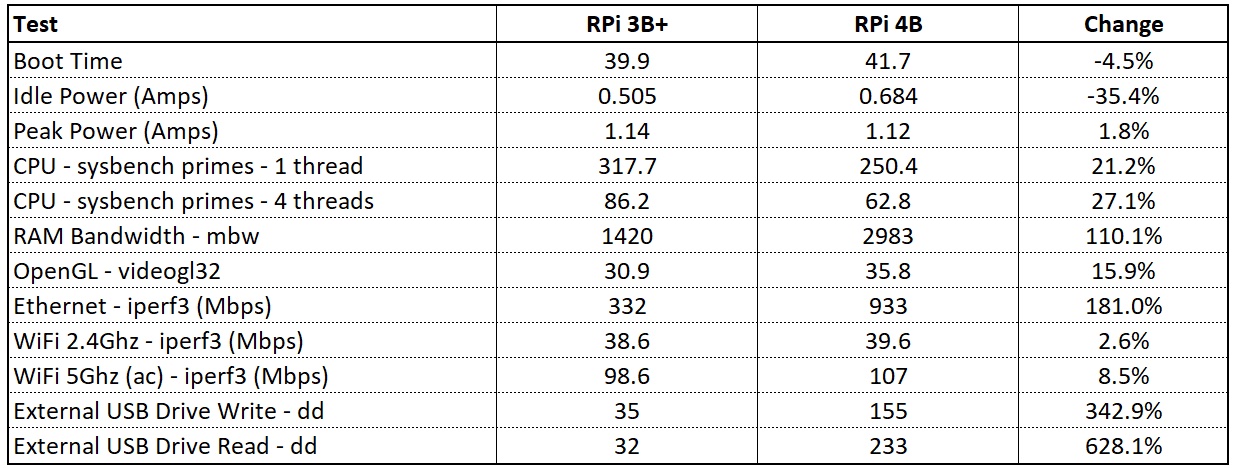 Test RPi 3B+ RPi 4B Change
Boot Time 39.9 41.7 -4.5%
Idle Power (Amps) 0.505 0.684 -35.4%
Peak Power (Amps) 1.14 1.12 1.8%
CPU - sysbench primes - 1 thread 317.7 250.4 21.2%
CPU - sysbench primes - 4 threads 86.2 62.8 27.1%
RAM Bandwidth - mbw 1420 2983 110.1%
OpenGL - videogl32 30.9 35.8 15.9%
Ethernet - iperf3 (Mbps) 332 933 181.0%
WiFi 2.4Ghz - iperf3 (Mbps) 38.6 39.6 2.6%
WiFi 5Ghz (ac) - iperf3 (Mbps) 98.6 107 8.5%
External USB Drive Write - dd 35 155 342.9%
External USB Drive Read - dd 32 233 628.1%